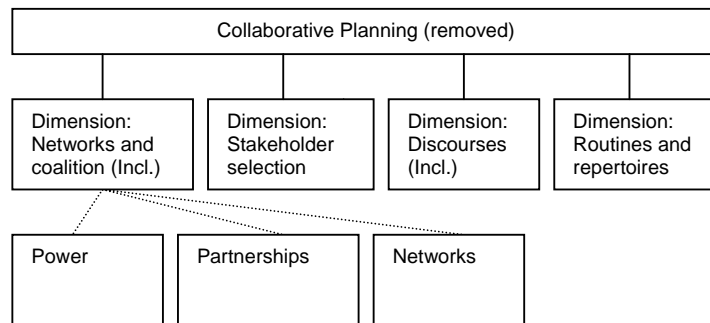 Collaborative Planning (removed)
Dimension:
Networks and
coalition (Incl.)
Dimension:
Stakeholder
selection
Dimension:
Discourses
(Incl.)
Dimension:
Routines and
repertoires
Power
Partnerships
Networks